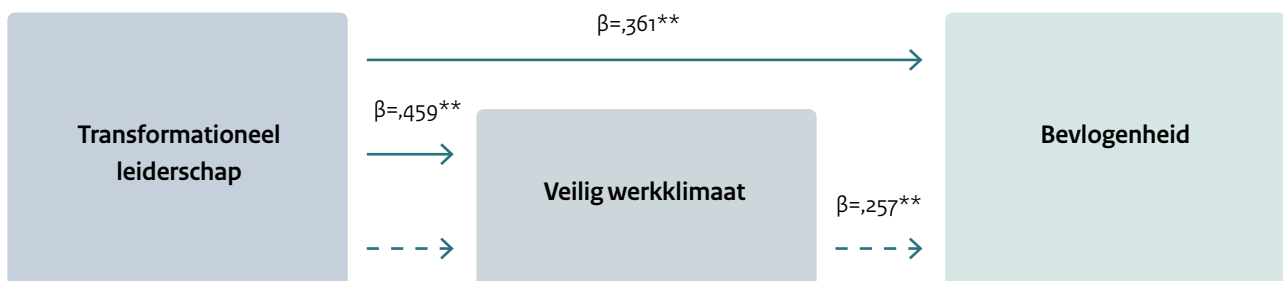 β=,361**
β=,459**
Transformationeel
leiderschap
Veilig werkklimaat
β=,257**
Bevlogenheid